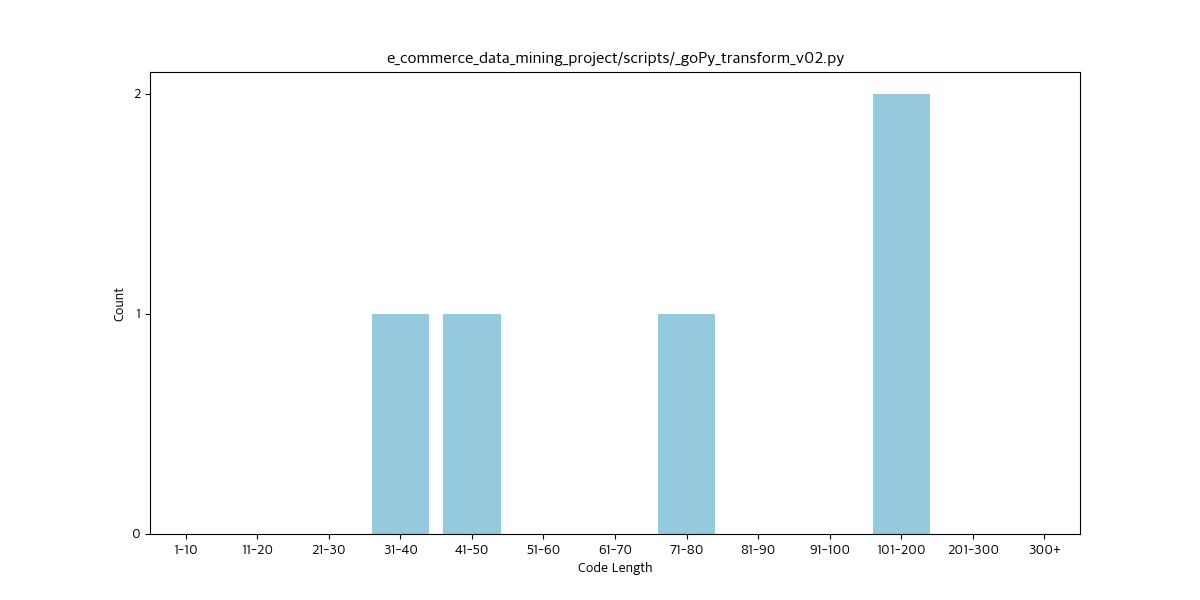 e_commerce_data_mining_project/scripts/_goPy_transform_v02.py
2
1
0
Count
1-10 11-20 21-30 31-40 41-50 51-60 61-70 71-80 81-90 91-100 101-200 201-300 300+
Code Length